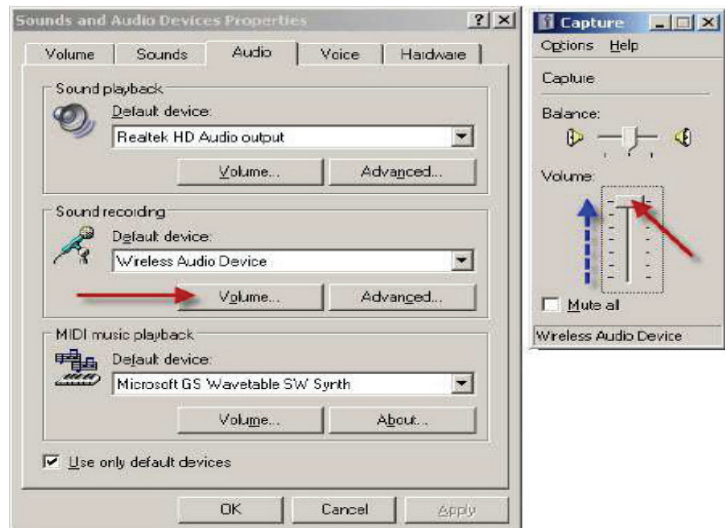 Sounds and Audio Devices Properties
Volume Sounds Audio Voice Hardware
Sound playback
Default device:
Realtek HD Audio output
Volume... Advanced...
Sound recording
Default device:
Wireless Audio Device
Volume... Advanced...
MIDI music playback
Default device:
Microsoft GS Wavetable SW Synth
Volume... About...
Use only default devices
OK Cancel Apply
Capture
Options Help
Capture
Balance:
Volume:
Mute all
Wireless Audio Device